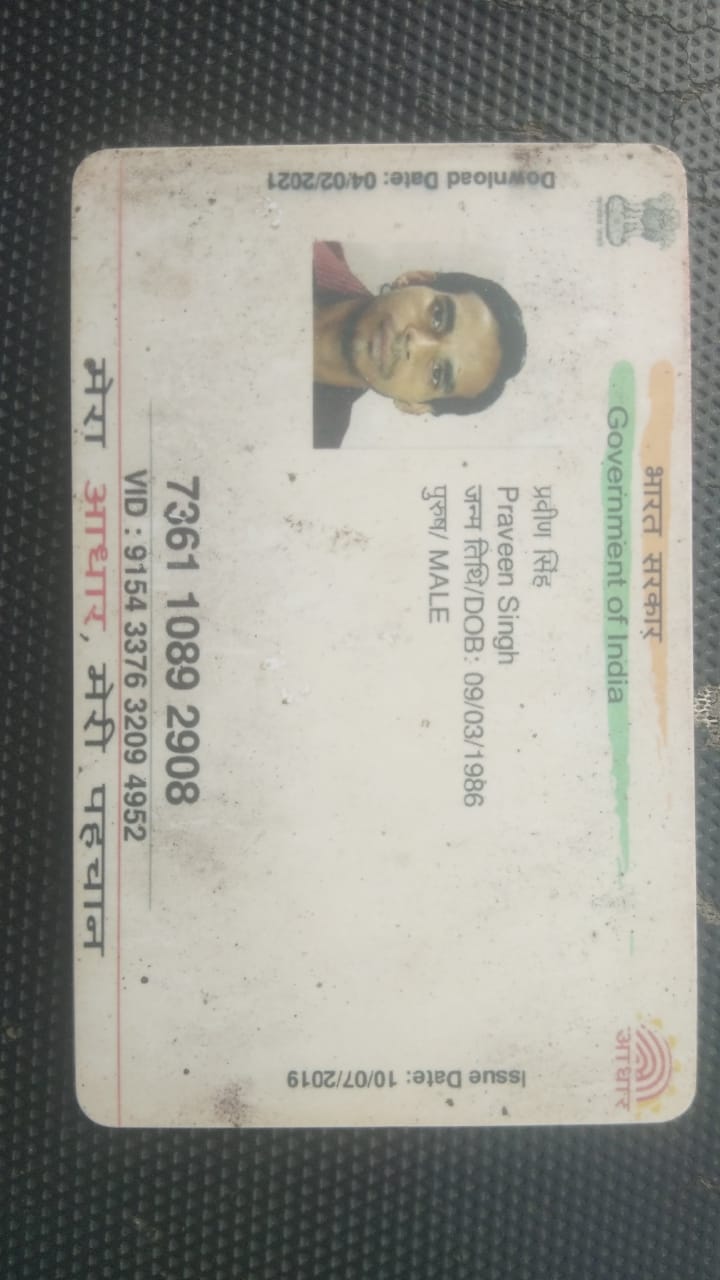 भारत सरकार
Government of India
Download Date: 04/02/2021
प्रवीण सिंह
Praveen Singh
जन्म तिथि/DOB: 09/03/1986
पुरुष/ MALE
Issue Date: 10/07/2019
आधार
7361 1089 2908
VID : 9154 3376 3209 4952
मेरा आधार, मेरी पहचान